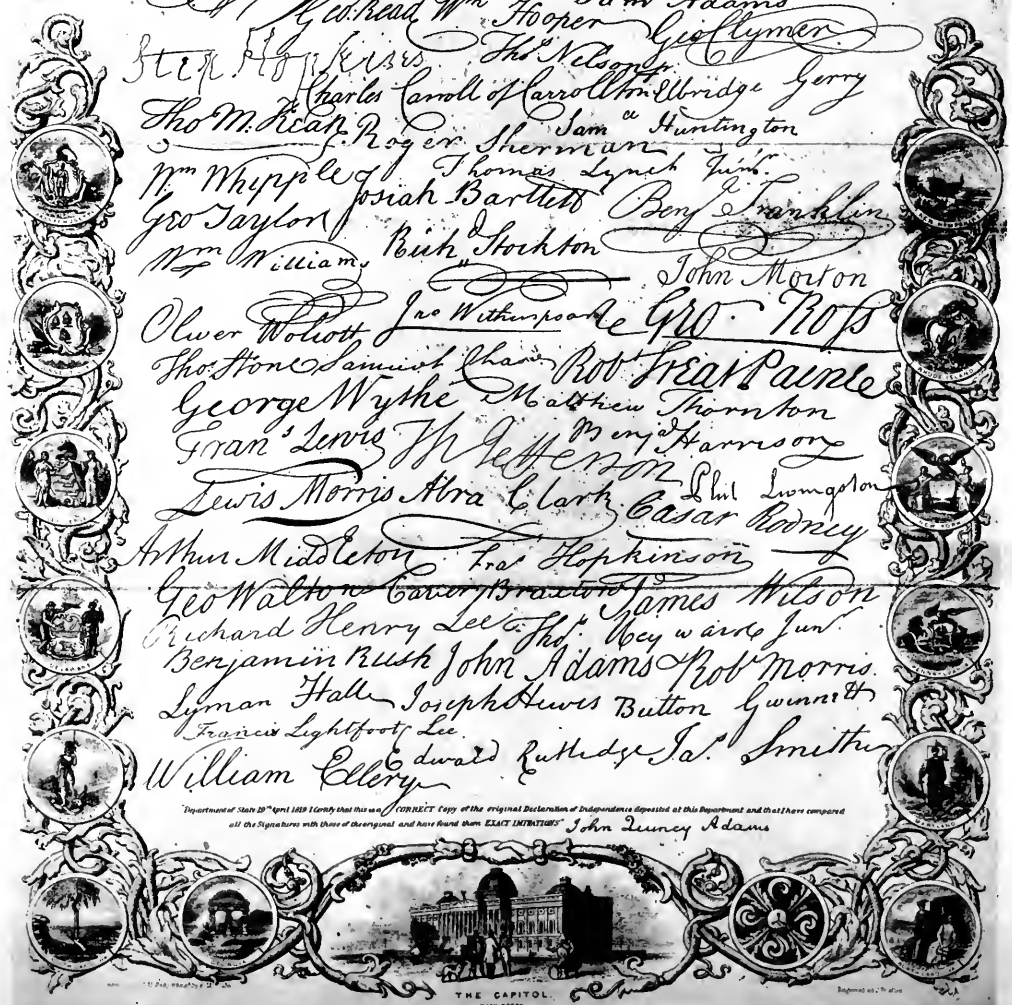 Geo. Read Wm Hooper Sam Adams
Geo Clymer
Step Hopkins Thos Nelson jr
Charles Carroll of Carrollton Elbridge Gerry
Tho M. Kean Roger Sherman Saml Huntington
Wm Whipple Thomas Lynch Junr.
Josiah Bartlett Benj Franklin
Geo Taylor
Wm Williams Richd Stockton
John Morton
Oliver Wolcott Jno Witherspoon Geo. Ross
Thos Stone Samuel Chase Robt Treat Paine
George Wythe Matthew Thornton
Frans Lewis Th Jefferson Benja Harrison
Lewis Morris Abra Clark Phil Livingston
Casar Rodney
Arthur Middleton Fras Hopkinson
Geo Walton Carter Braxton James Wilson
Richard Henry Lee Thos. Heyward Junr.
Benjamin Rush John Adams Robt Morris.
Lyman Hall Joseph Hewes Button Gwinnett
Francis Lightfoot Lee
William Ellery Edward Rutledge Jas. Smith
Department of State 19th April 1819 I Certify that this is a CORRECT Copy of the original Declaration of Independence deposited at this Department and that I have compared
all the Signatures with those of the original and have found them EXACT IMITATIONS" John Quincy Adams
RHODE ISLAND
THE CAPITOL.